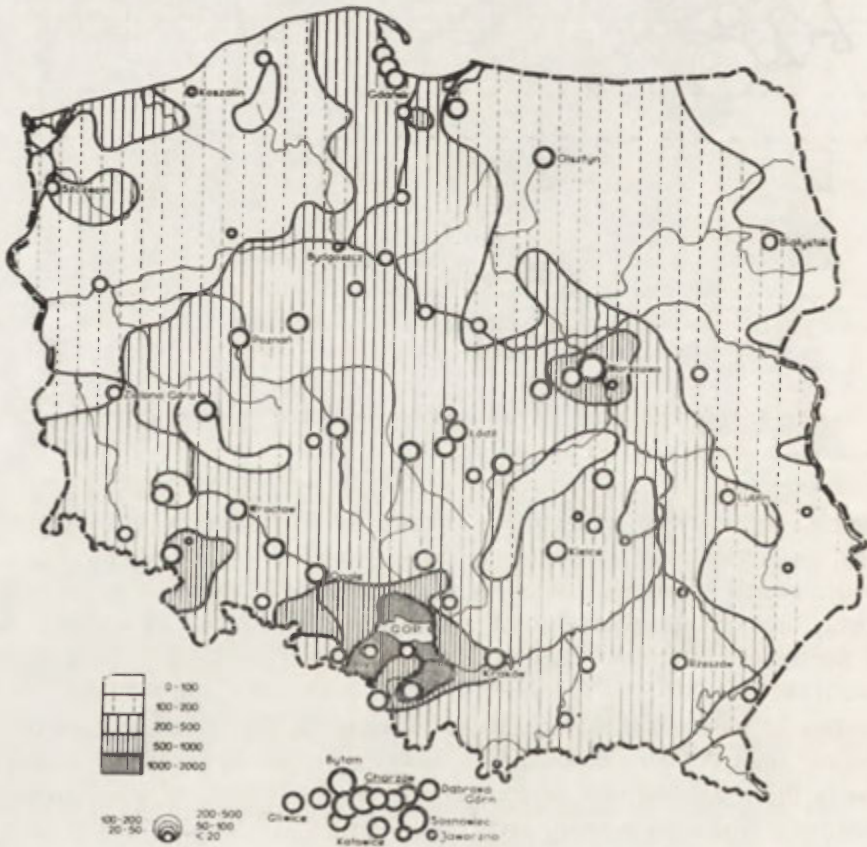 Koszalin
Gdańsk
Olsztyn
Szczecin
Białystok
Bydgoszcz
Poznań
Warszawa
Zielona Góra
Łódź
Lublin
Wrocław
Kielce
Opole
GOP
Kraków
Rzeszów
0-100
100-200
200-500
500-1000
1000-2000
Bytom
Chorzów
Dąbrowa
Górn
Gliwice
Sosnowiec
Katowice
Jaworzno
100-200
20-50
200-500
50-100
< 20